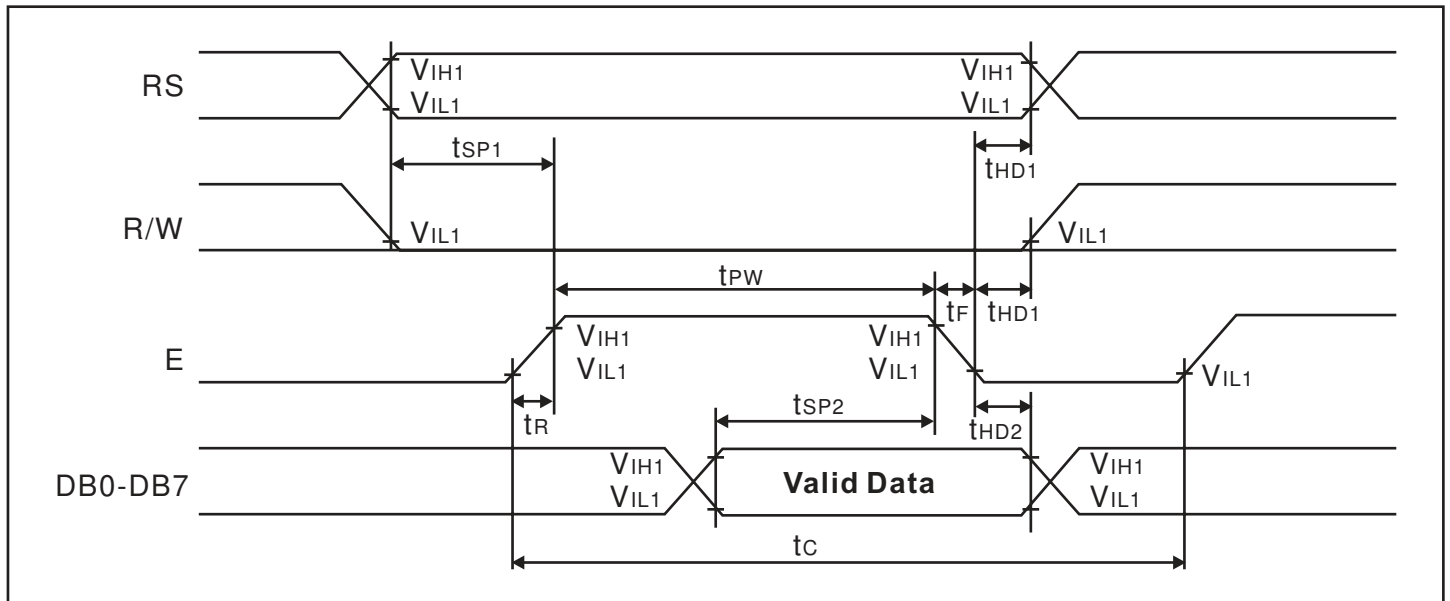 RS
VIH1
VIL1
VIH1
VIL1
tSP1
tHD1
R/W
VIL1
VIL1
tPW
tF
tHD1
E
VIH1
VIL1
VIH1
VIL1
VIL1
tR
tSP2
tHD2
DB0-DB7
VIH1
VIL1
Valid Data
VIH1
VIL1
tC